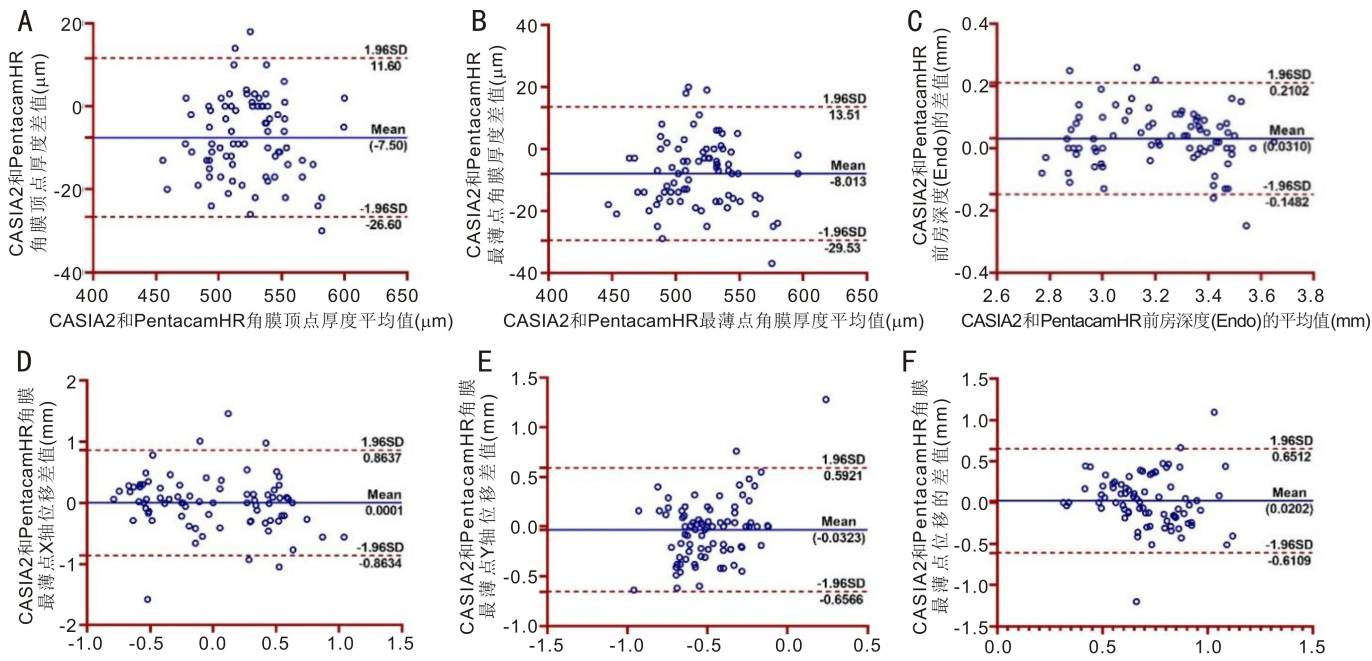 A
CASIA2和PentacamHR
角膜顶点厚度差值(μm)
20
0
-20
-40
1.96SD
11.60
Mean
(-7.50)
-1.96SD
-26.60
400 450 500 550 600 650
CASIA2和PentacamHR角膜顶点厚度平均值(μm)
B
CASIA2和PentacamHR
最薄点角膜厚度差值(μm)
40
20
0
-20
-40
1.96SD
13.51
Mean
-8.013
-1.96SD
-29.53
400 450 500 550 600 650
CASIA2和PentacamHR最薄点角膜厚度平均值(μm)
C
CASIA2和PentacamHR
前房深度(Endo)的差值(mm)
0.4
0.2
0.0
-0.2
-0.4
1.96SD
0.2102
Mean
(0.0310)
-1.96SD
-0.1482
2.6 2.8 3.0 3.2 3.4 3.6 3.8
CASIA2和PentacamHR前房深度(Endo)的平均值(mm)
D
CASIA2和PentacamHR角膜
最薄点X轴位移差值(mm)
2
1
0
-1
-2
1.96SD
0.8637
Mean
0.0001
-1.96SD
-0.8634
-1.0 -0.5 0.0 0.5 1.0 1.5
E
CASIA2和PentacamHR角膜
最薄点Y轴位移差值(mm)
1.5
1.0
0.5
0.0
-0.5
-1.0
1.96SD
0.5921
Mean
(-0.0323)
-1.96SD
-0.6566
-1.5 -1.0 -0.5 0.0 0.5
F
CASIA2和PentacamHR角膜
最薄点位移的差值(mm)
1.5
1.0
0.5
0.0
-0.5
-1.0
-1.5
1.96SD
0.6512
Mean
(0.0202)
-1.96SD
-0.6109
0.0 0.5 1.0 1.5